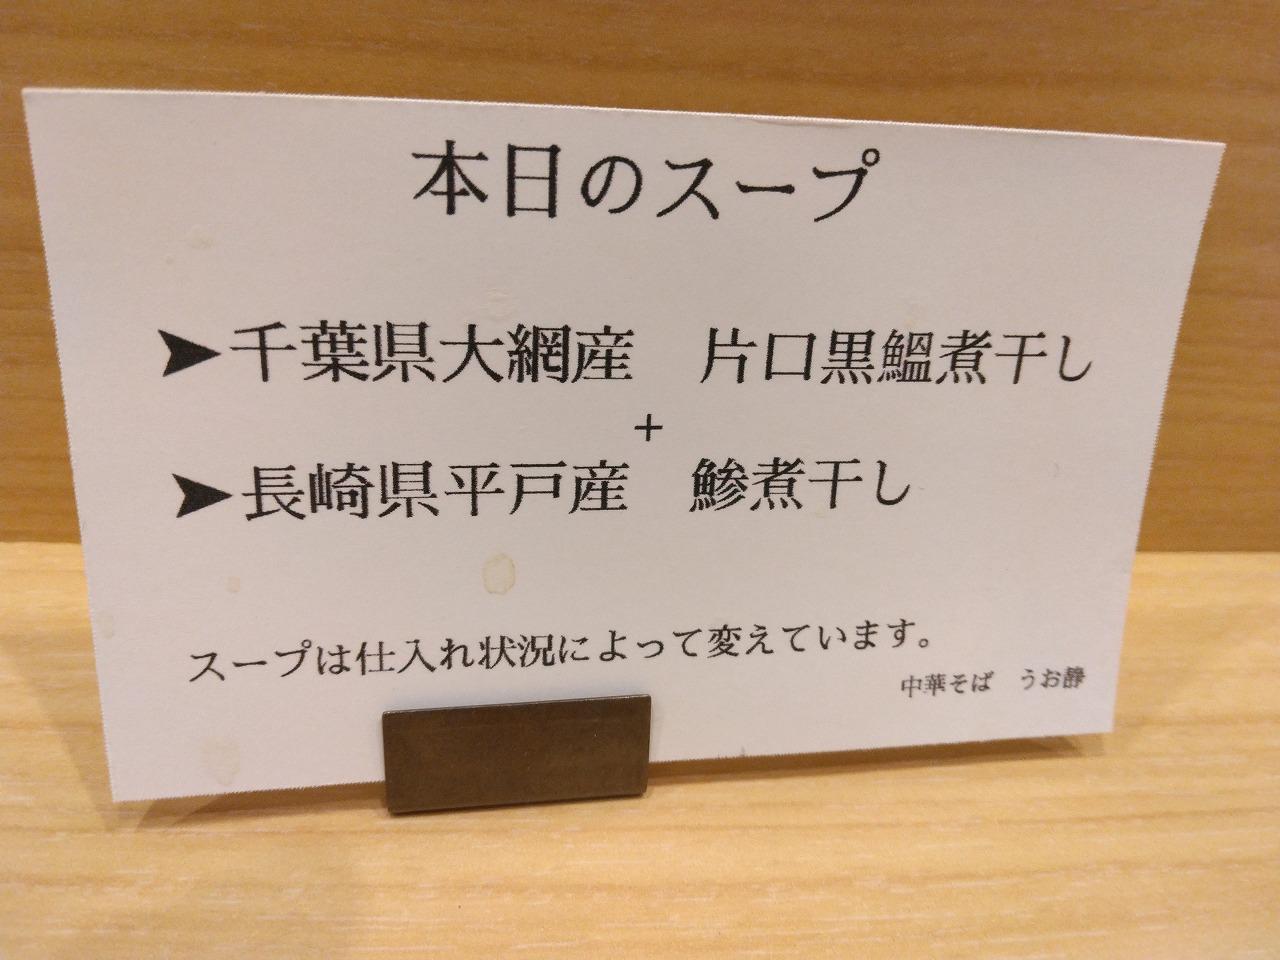 本日のスープ
➤千葉県大網産　片口黒鰮煮干し
+
➤長崎県平戸産　鯵煮干し
スープは仕入れ状況によって変えています。
中華そば　うお静